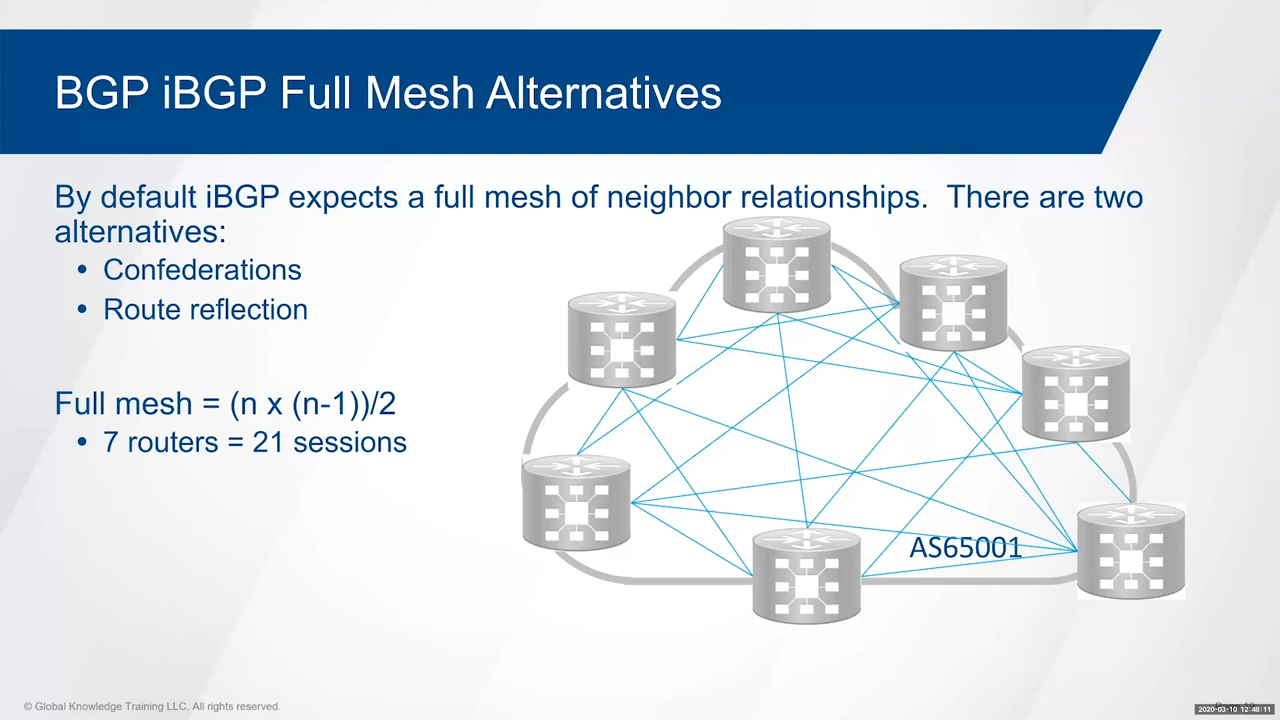 BGP iBGP Full Mesh Alternatives
By default iBGP expects a full mesh of neighbor relationships.  There are two
alternatives:
• Confederations
• Route reflection
Full mesh = (n x (n-1))/2
• 7 routers = 21 sessions
AS65001
© Global Knowledge Training LLC. All rights reserved.
2020-03-10 12:48:11